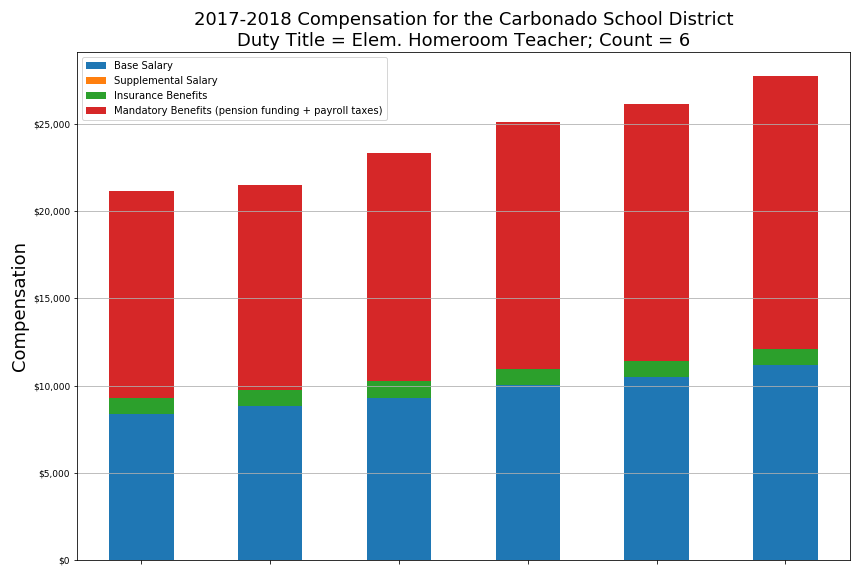 2017-2018 Compensation for the Carbonado School District
Duty Title = Elem. Homeroom Teacher; Count = 6
Base Salary
Supplemental Salary
Insurance Benefits
Mandatory Benefits (pension funding + payroll taxes)
$25,000
$20,000
$15,000
$10,000
$5,000
$0
Compensation